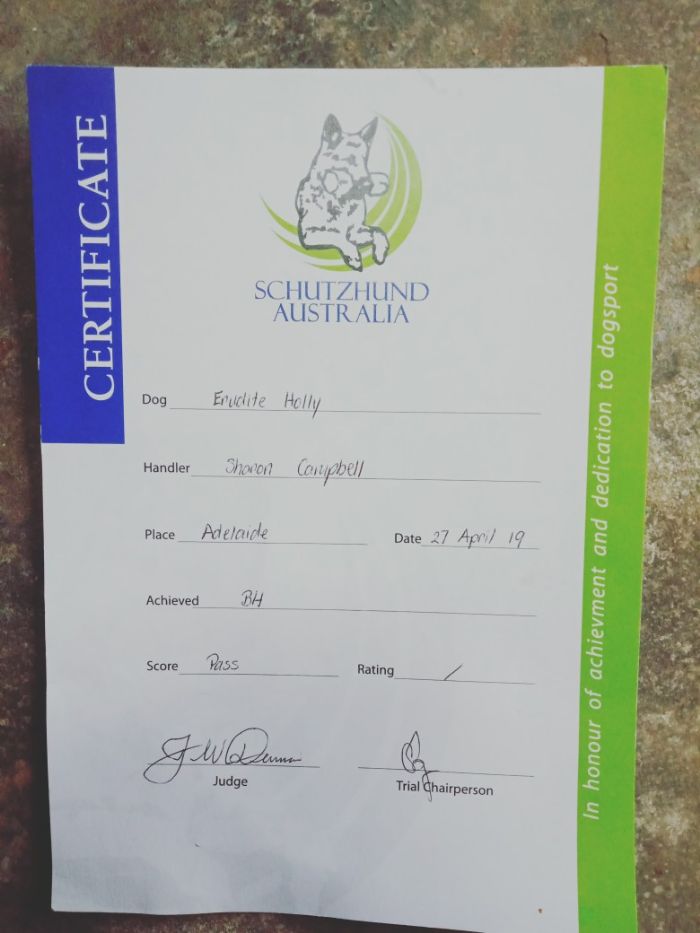 CERTIFICATE
SCHUTZHUND
AUSTRALIA
Dog Erudite Holly
Handler Sharon Campbell
Place Adelaide Date 27 April 19
Achieved BH
Score Pass Rating /
Judge Trial Chairperson
In honour of achievment and dedication to dogsport